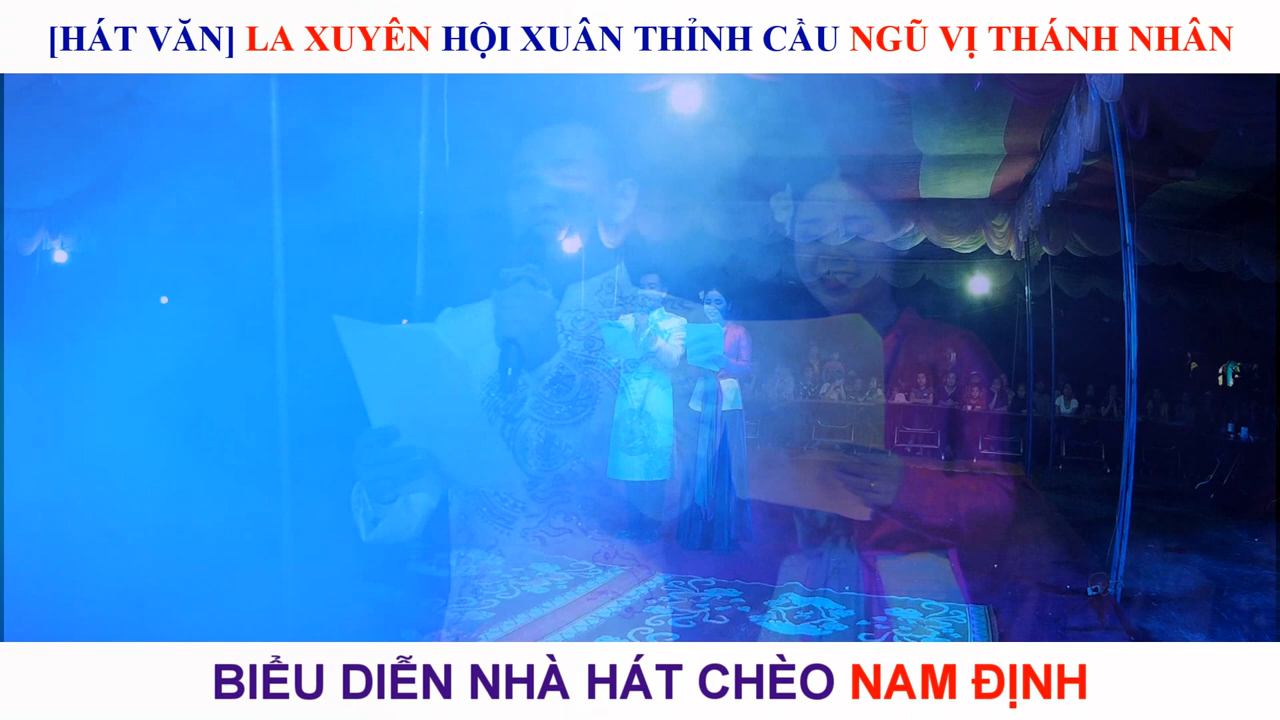 [HÁT VĂN] LA XUYÊN HỘI XUÂN THỈNH CẦU NGŨ VỊ THÁNH NHÂN
BIỂU DIỄN NHÀ HÁT CHÈO NAM ĐỊNH